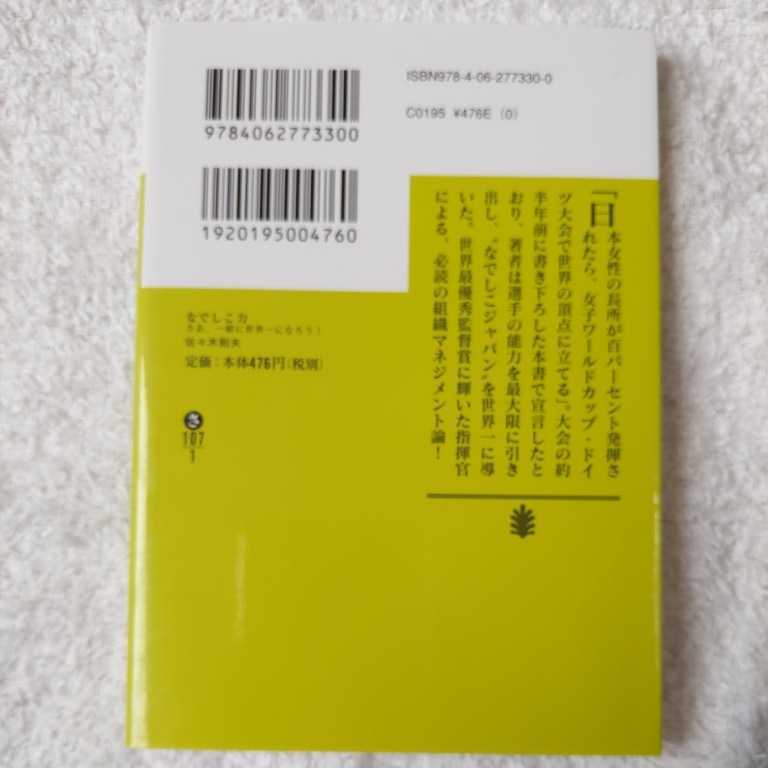 ISBN978-4-06-277330-0
C0195 ¥476E (0)
9784062773300
1920195004760
「日本女性の長所が百パーセント発揮さ
れたら、女子ワールドカップ・ドイ
ツ大会で世界の頂点に立てる」。大会の約
半年前に書き下ろした本書で宣言したと
おり、著者は選手の能力を最大限に引き
出し、"なでしこジャパン"を世界一に導
いた。世界最優秀監督賞に輝いた指揮官
による、必読の組織マネジメント論!
なでしこ力
さあ、一緒に世界一になろう!
佐々木則夫
定価:本体476円(税別)
さ
107
1